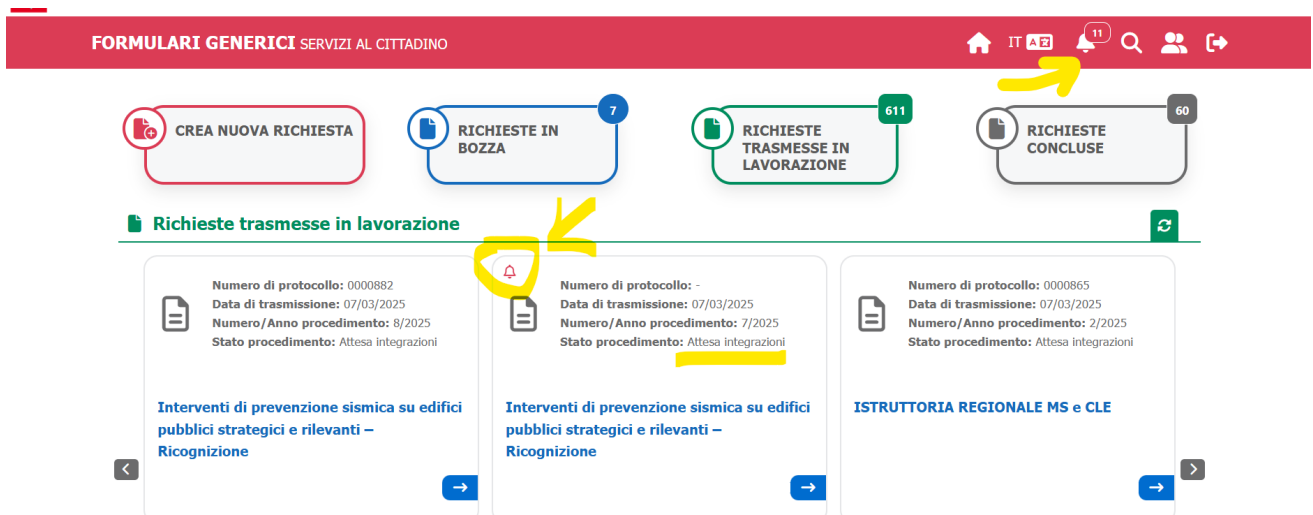 FORMULARI GENERICI SERVIZI AL CITTADINO
IT
11
CREA NUOVA RICHIESTA
7
RICHIESTE IN
BOZZA
611
RICHIESTE
TRASMESSE IN
LAVORAZIONE
60
RICHIESTE
CONCLUSE
Richieste trasmesse in lavorazione
Numero di protocollo: 0000882
Data di trasmissione: 07/03/2025
Numero/Anno procedimento: 8/2025
Stato procedimento: Attesa integrazioni
Interventi di prevenzione sismica su edifici
pubblici strategici e rilevanti –
Ricognizione
Numero di protocollo: -
Data di trasmissione: 07/03/2025
Numero/Anno procedimento: 7/2025
Stato procedimento: Attesa integrazioni
Interventi di prevenzione sismica su edifici
pubblici strategici e rilevanti –
Ricognizione
Numero di protocollo: 0000865
Data di trasmissione: 07/03/2025
Numero/Anno procedimento: 2/2025
Stato procedimento: Attesa integrazioni
ISTRUTTORIA REGIONALE MS e CLE